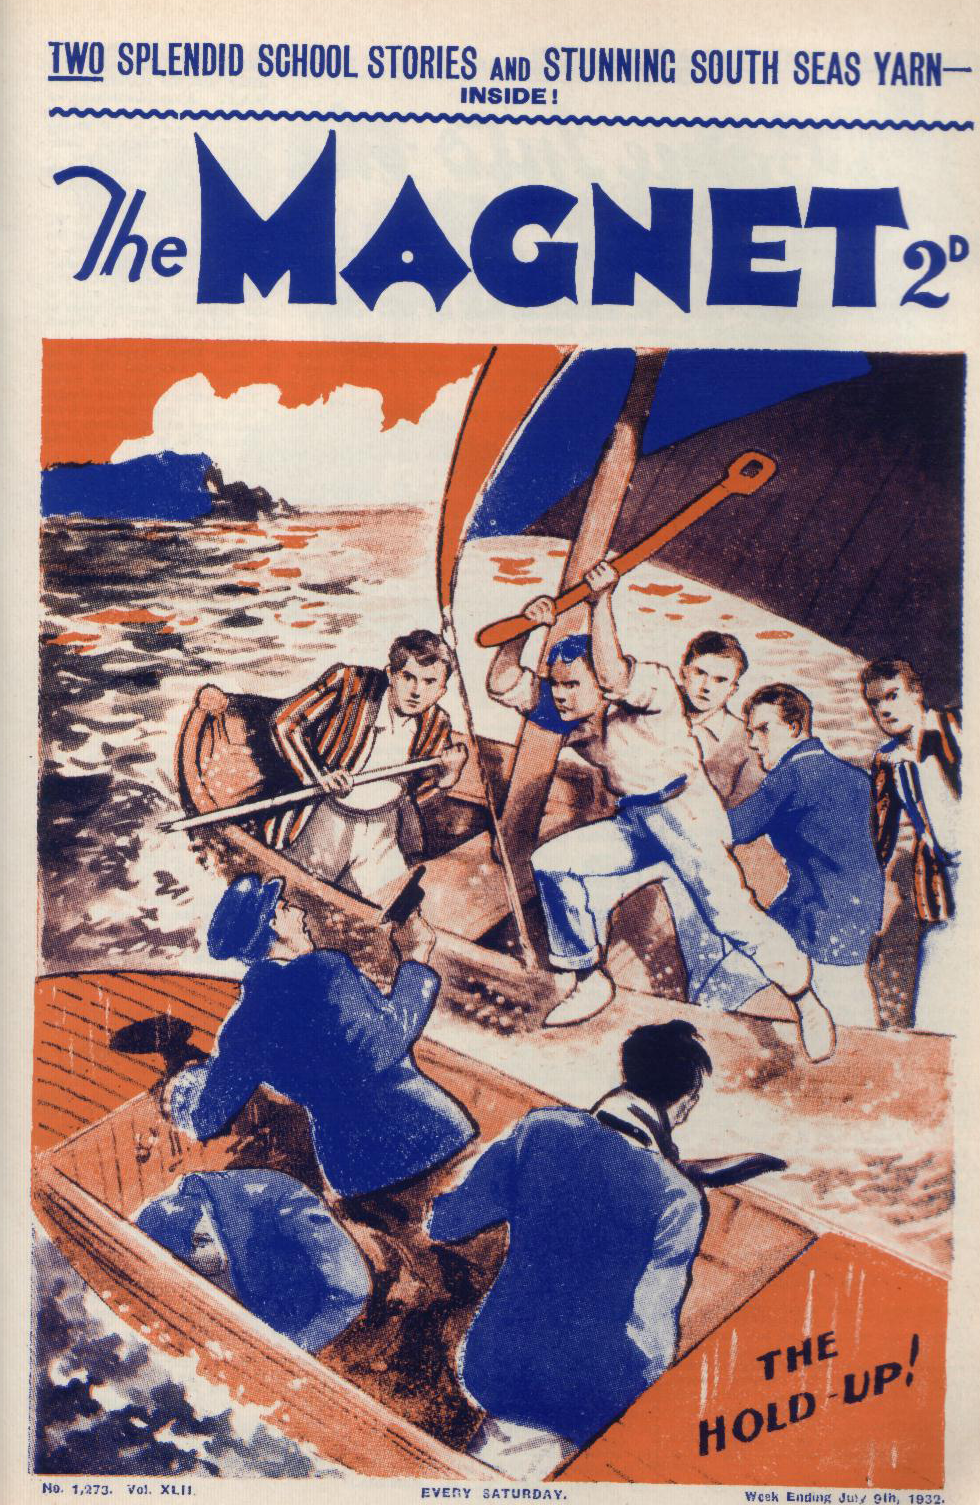 TWO SPLENDID SCHOOL STORIES AND STUNNING SOUTH SEAS YARN—
INSIDE!
The MAGNET 2D
THE
HOLD-UP!
No. 1,273. Vol. XLII. EVERY SATURDAY. Week Ending July 9th, 1932.